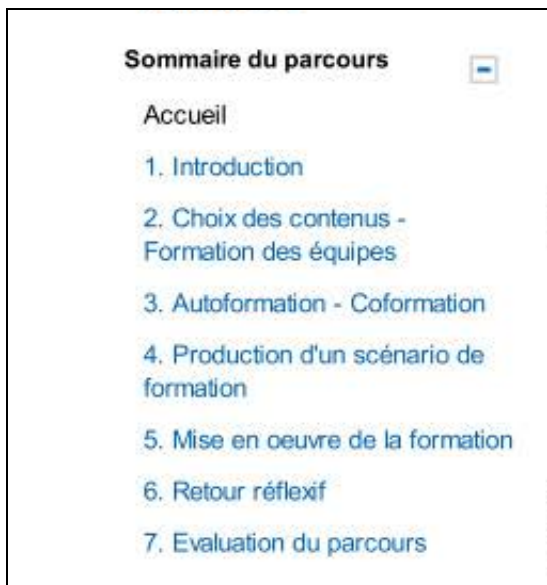 Sommaire du parcours
Accueil
1. Introduction
2. Choix des contenus -
Formation des équipes
3. Autoformation - Coformation
4. Production d'un scénario de
formation
5. Mise en oeuvre de la formation
6. Retour réflexif
7. Evaluation du parcours